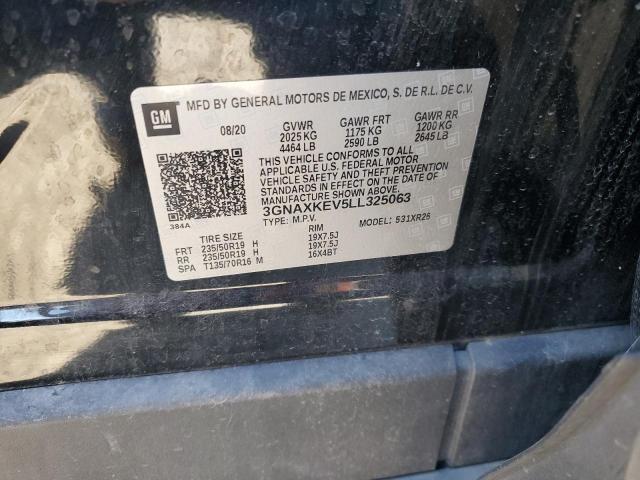 GM
MFD BY GENERAL MOTORS DE MEXICO, S. DE R.L. DE C.V.
08/20 GVWR GAWR FRT GAWR RR
2025 KG 1175 KG 1200 KG
4464 LB 2590 LB 2645 LB
THIS VEHICLE CONFORMS TO ALL
APPLICABLE U.S. FEDERAL MOTOR
VEHICLE SAFETY AND THEFT PREVENTION
STANDARDS IN EFFECT ON THE DATE OF
MANUFACTURE SHOWN ABOVE.
3GNAXKEV5LL325063
384A TYPE: M.P.V. MODEL: 531XR26
TIRE SIZE RIM
FRT 235/50R19 H 19X7.5J
RR 235/50R19 H 19X7.5J
SPA T135/70R16 M 16X4BT